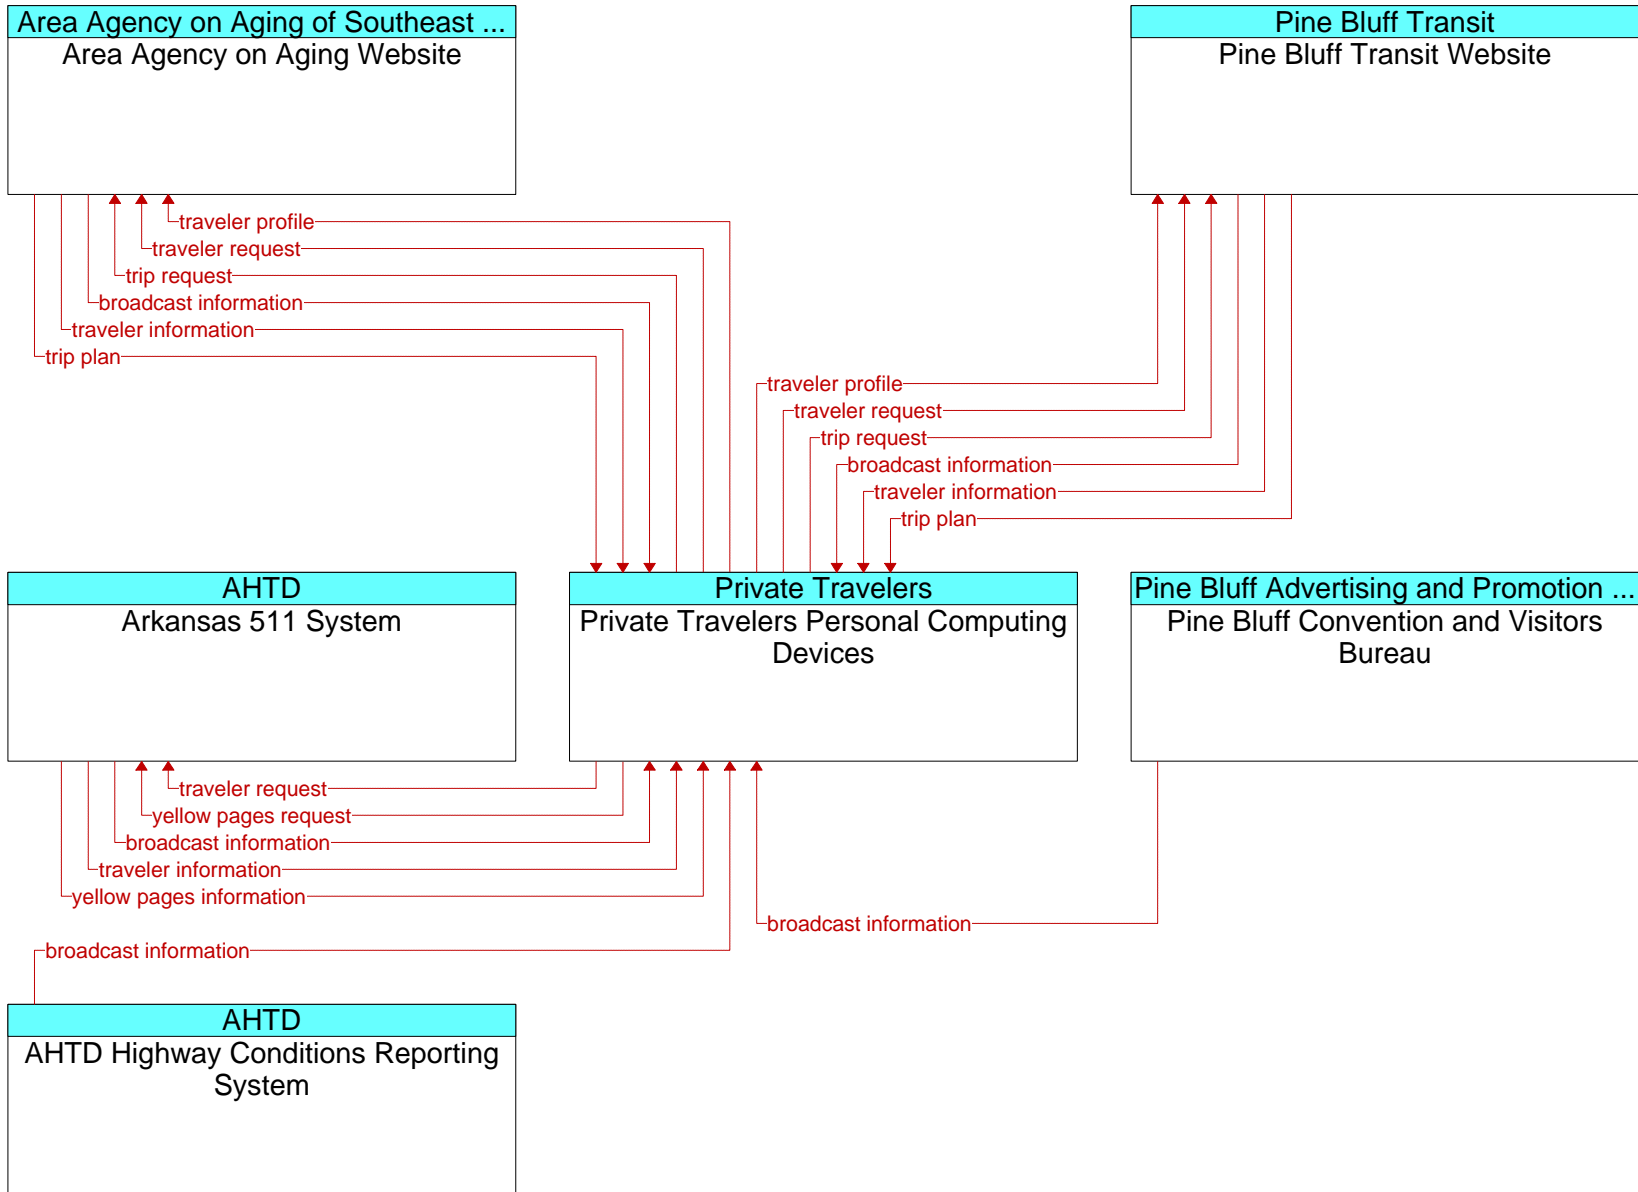 Area Agency on Aging of Southeast ...
Area Agency on Aging Website
Pine Bluff Transit
Pine Bluff Transit Website
traveler profile
traveler request
trip request
broadcast information
traveler information
trip plan
traveler profile
traveler request
trip request
broadcast information
traveler information
trip plan
AHTD
Arkansas 511 System
Private Travelers
Private Travelers Personal Computing
Devices
Pine Bluff Advertising and Promotion ...
Pine Bluff Convention and Visitors
Bureau
traveler request
yellow pages request
broadcast information
traveler information
yellow pages information
broadcast information
broadcast information
AHTD
AHTD Highway Conditions Reporting
System